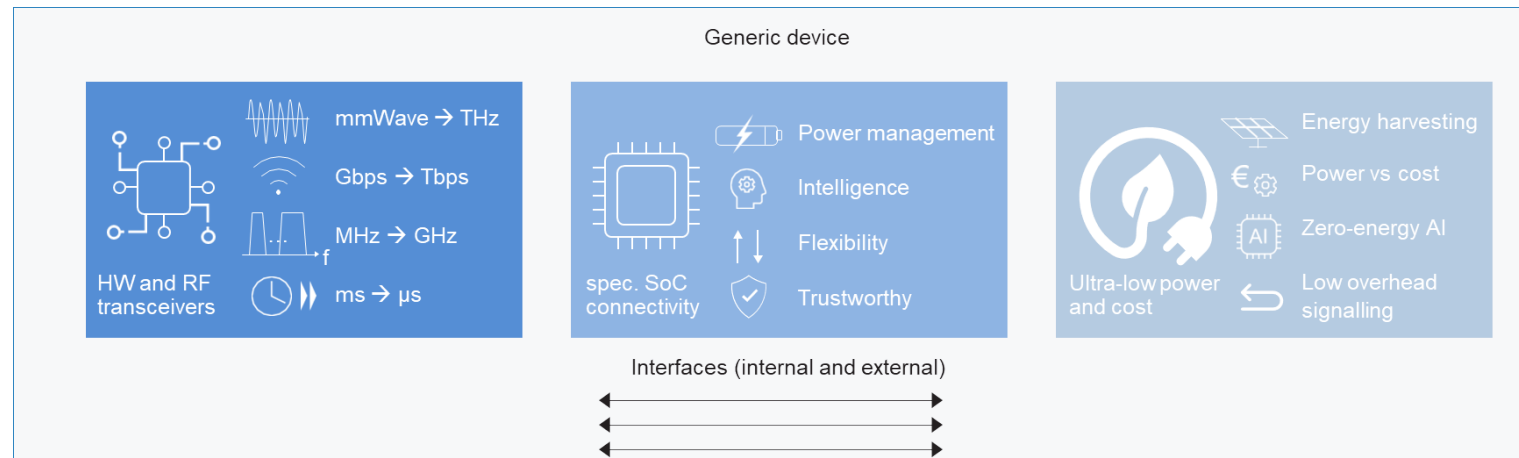 Generic device
mmWave → THz
Gbps → Tbps
MHz → GHz
f
HW and RF
transceivers
ms → µs
Power management
Intelligence
Flexibility
spec. SoC
connectivity
Trustworthy
Energy harvesting
€
Power vs cost
AI
Zero-energy AI
Ultra-low power
and cost
Low overhead
signalling
Interfaces (internal and external)